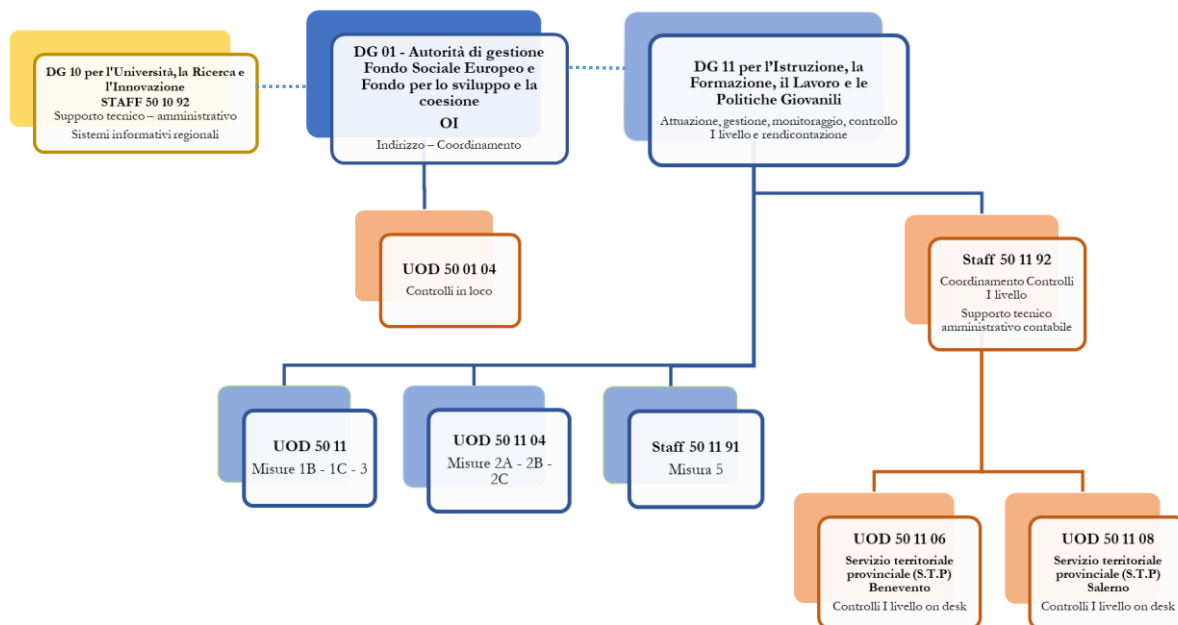 DG 10 per l'Università, la Ricerca e
l'Innovazione
STAFF 50 10 92
Supporto tecnico – amministrativo
Sistemi informativi regionali
DG 01 - Autorità di gestione
Fondo Sociale Europeo e
Fondo per lo sviluppo e la
coesione
OI
Indirizzo – Coordinamento
DG 11 per l'Istruzione, la
Formazione, il Lavoro e le
Politiche Giovanili
Attuazione, gestione, monitoraggio, controllo
I livello e rendicontazione
UOD 50 01 04
Controlli in loco
Staff 50 11 92
Coordinamento Controlli
I livello
Supporto tecnico
amministrativo contabile
UOD 50 11
Misure 1B - 1C - 3
UOD 50 11 04
Misure 2A - 2B -
2C
Staff 50 11 91
Misura 5
UOD 50 11 06
Servizio territoriale
provinciale (S.T.P)
Benevento
Controlli I livello on desk
UOD 50 11 08
Servizio territoriale
provinciale (S.T.P)
Salerno
Controlli I livello on desk